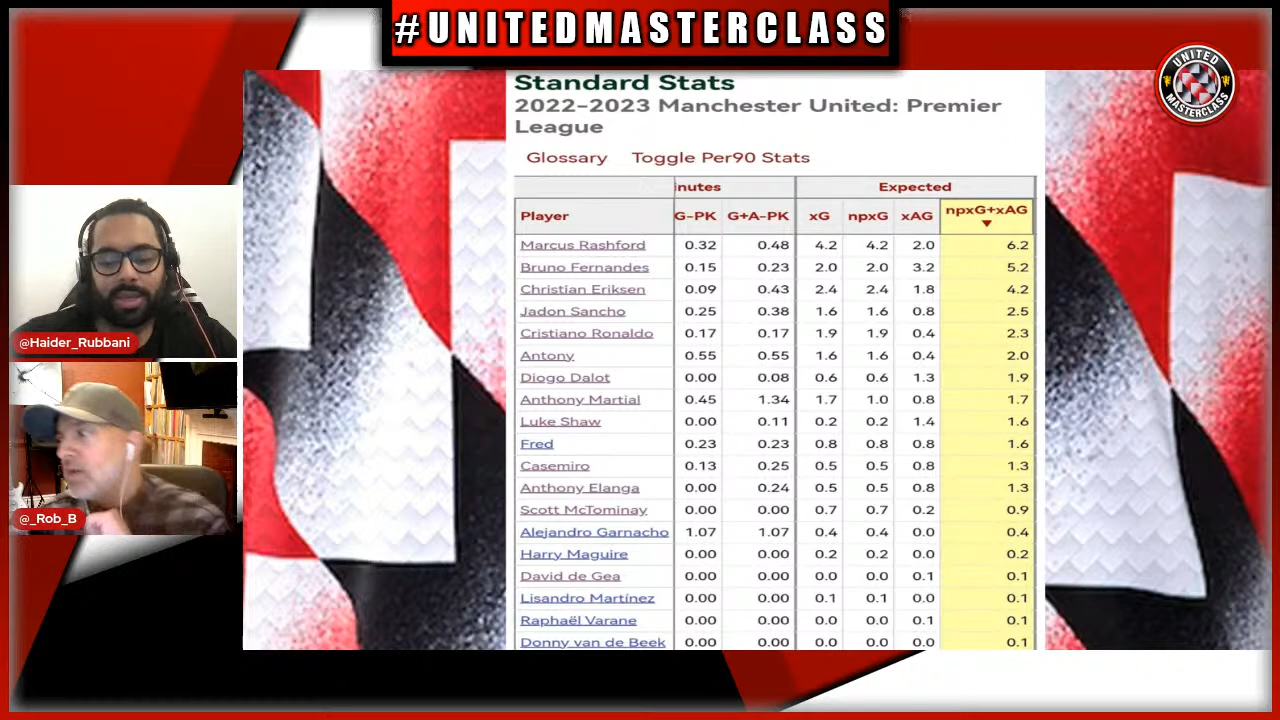 #UNITEDMASTERCLASS
UNITED
MASTERCLASS
Standard Stats
2022-2023 Manchester United: Premier
League
Glossary Toggle Per90 Stats
inutes Expected
Player G-PK G+A-PK xG npxG xAG npxG+xAG
Marcus Rashford 0.32 0.48 4.2 4.2 2.0 6.2
Bruno Fernandes 0.15 0.23 2.0 2.0 3.2 5.2
Christian Eriksen 0.09 0.43 2.4 2.4 1.8 4.2
Jadon Sancho 0.25 0.38 1.6 1.6 0.8 2.5
Cristiano Ronaldo 0.17 0.17 1.9 1.9 0.4 2.3
Antony 0.55 0.55 1.6 1.6 0.4 2.0
Diogo Dalot 0.00 0.08 0.6 0.6 1.3 1.9
Anthony Martial 0.45 1.34 1.7 1.0 0.8 1.7
Luke Shaw 0.00 0.11 0.2 0.2 1.4 1.6
Fred 0.23 0.23 0.8 0.8 0.8 1.6
Casemiro 0.13 0.25 0.5 0.5 0.8 1.3
Anthony Elanga 0.00 0.24 0.5 0.5 0.8 1.3
Scott McTominay 0.00 0.00 0.7 0.7 0.2 0.9
Alejandro Garnacho 1.07 1.07 0.4 0.4 0.0 0.4
Harry Maguire 0.00 0.00 0.2 0.2 0.0 0.2
David de Gea 0.00 0.00 0.0 0.0 0.1 0.1
Lisandro Martínez 0.00 0.00 0.1 0.1 0.0 0.1
Raphaël Varane 0.00 0.00 0.0 0.0 0.1 0.1
Donny van de Beek 0.00 0.00 0.0 0.0 0.0 0.1
@Haider_Rubbani
@_Rob_B